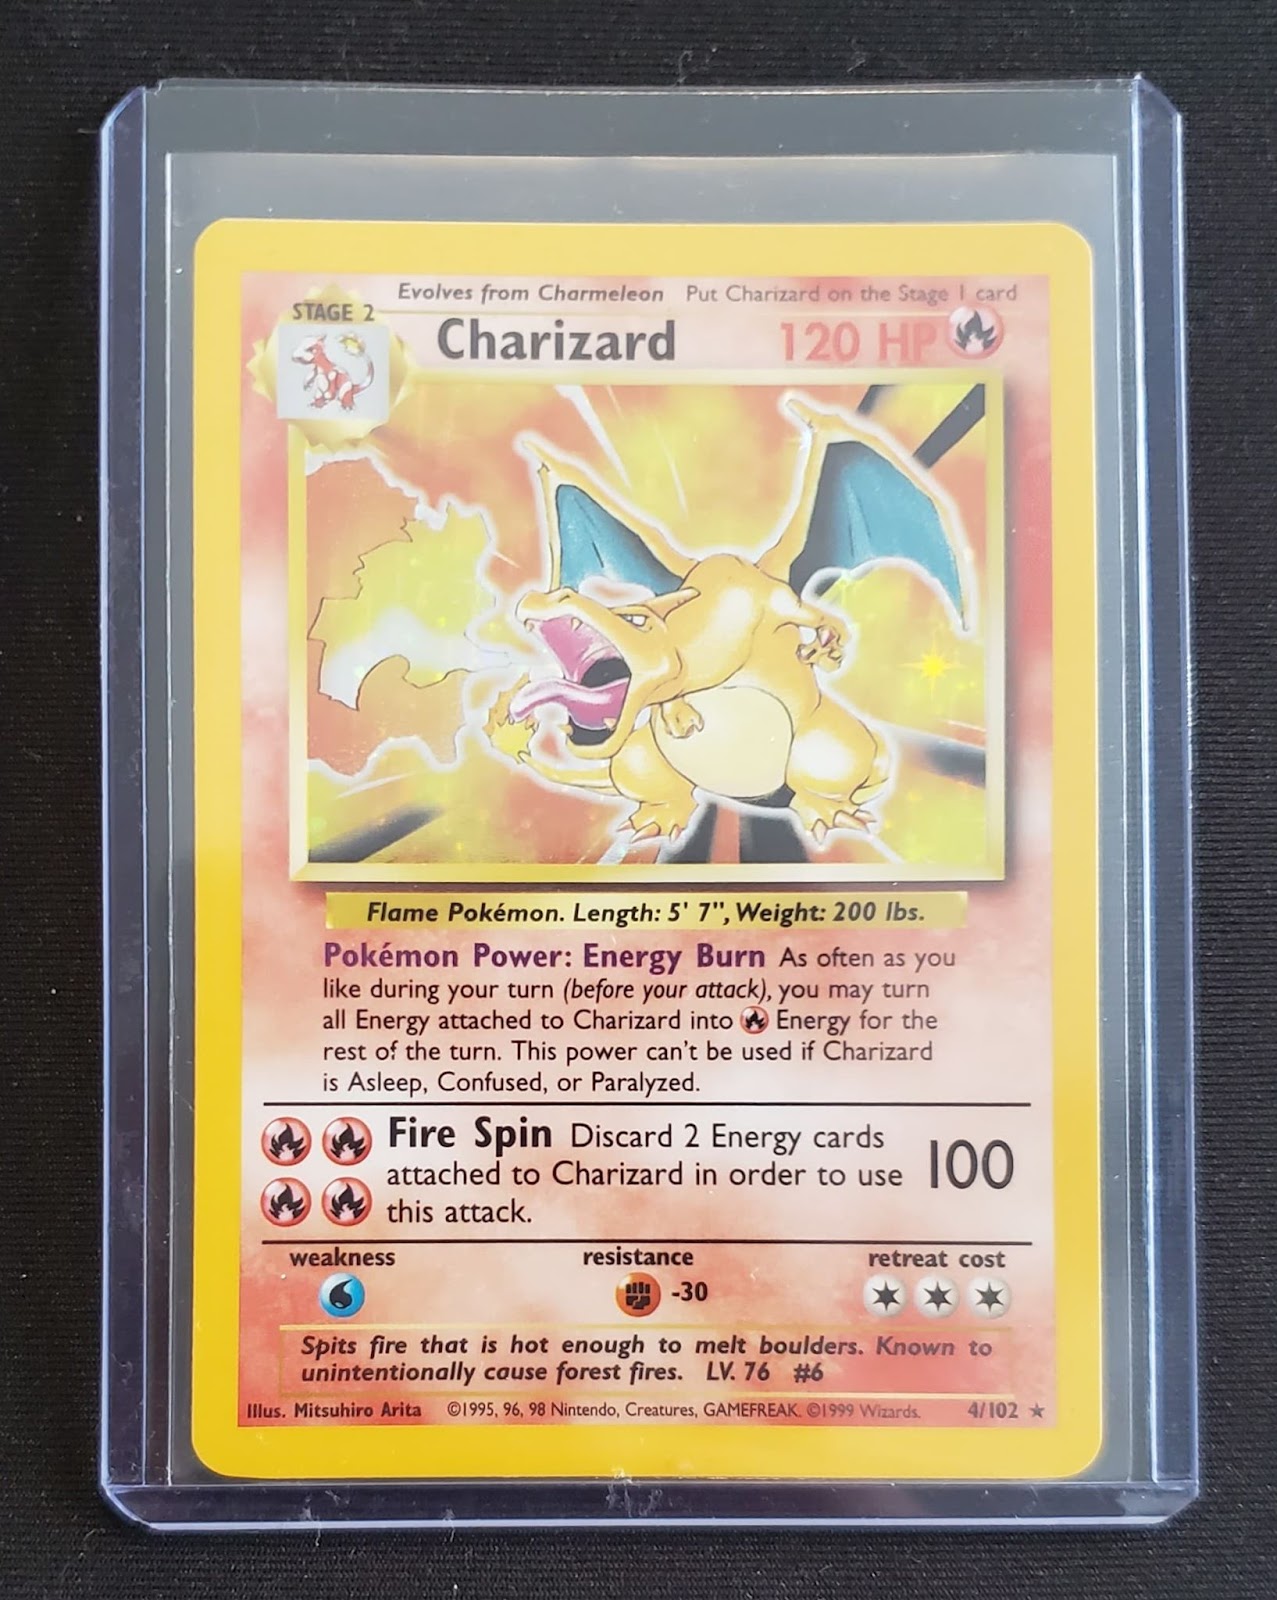 Evolves from Charmeleon Put Charizard on the Stage 1 card
STAGE 2
Charizard 120 HP
Flame Pokémon. Length: 5' 7", Weight: 200 lbs.
Pokémon Power: Energy Burn As often as you
like during your turn (before your attack), you may turn
all Energy attached to Charizard into Energy for the
rest of the turn. This power can't be used if Charizard
is Asleep, Confused, or Paralyzed.
Fire Spin Discard 2 Energy cards
attached to Charizard in order to use 100
this attack.
weakness resistance retreat cost
-30
Spits fire that is hot enough to melt boulders. Known to
unintentionally cause forest fires. LV. 76 #6
Illus. Mitsuhiro Arita ©1995, 96, 98 Nintendo, Creatures, GAMEFREAK. ©1999 Wizards. 4/102 ★